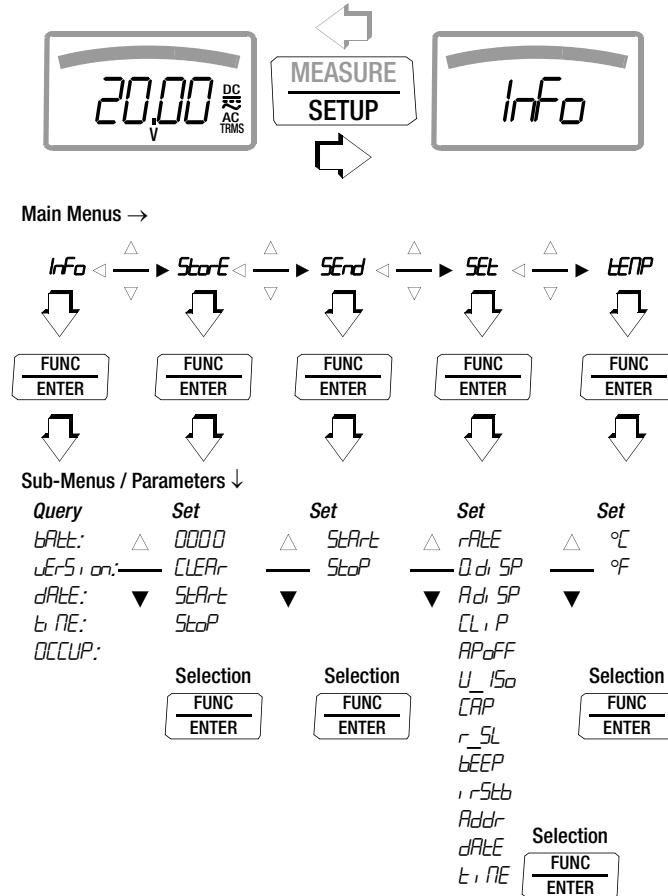 20.00 V DC AC TRMS
MEASURE
SETUP
InFo
Main Menus →
InFo StorE SEnd SEt tEMP
FUNC FUNC FUNC FUNC FUNC
ENTER ENTER ENTER ENTER ENTER
Sub-Menus / Parameters ↓
Query Set Set Set Set
bAtt: 0000 StArt rAtE °C
vErSion: CLEAr StoP 0.diSP °F
dAtE: StArt AdiSP
tiME: StoP CLiP
OCCUP: APoFF
U_ISo
CAP
r_SL
bEEP
irStb
Addr
dAtE
tiME
Selection Selection Selection
FUNC FUNC FUNC
ENTER ENTER ENTER
Selection
FUNC
ENTER